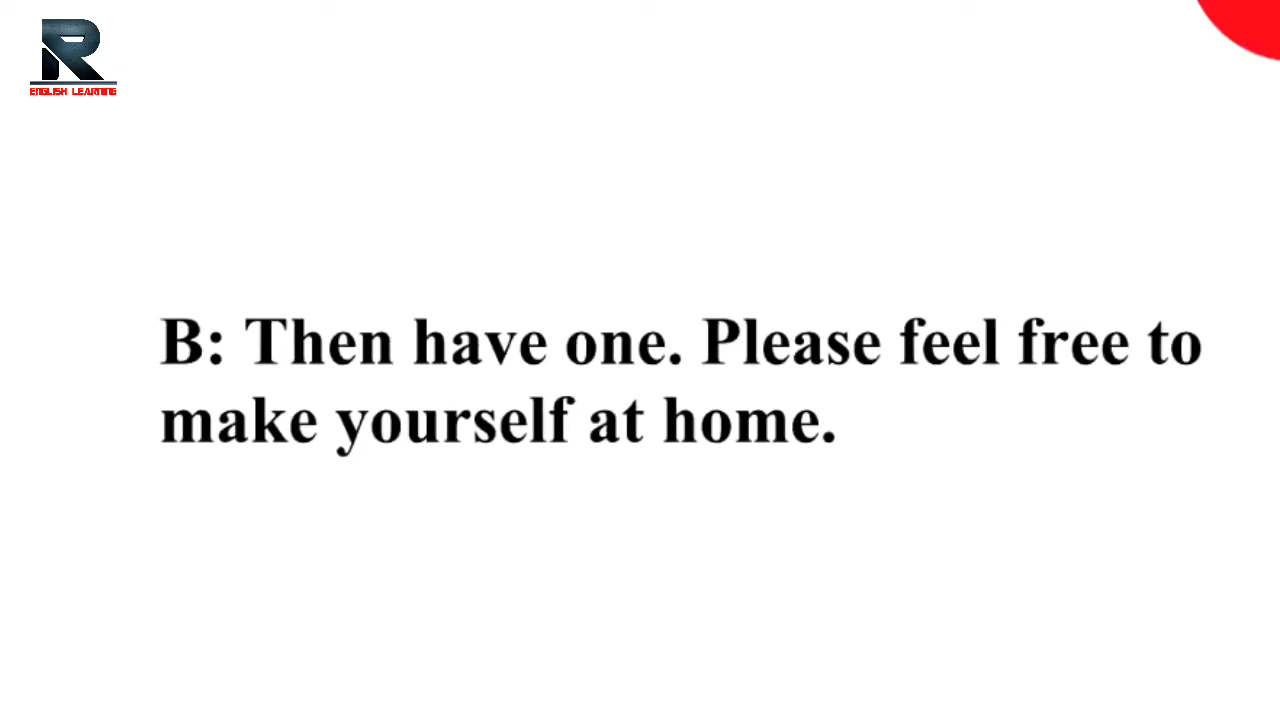 R
ENGLISH LEARNING
B: Then have one. Please feel free to
make yourself at home.